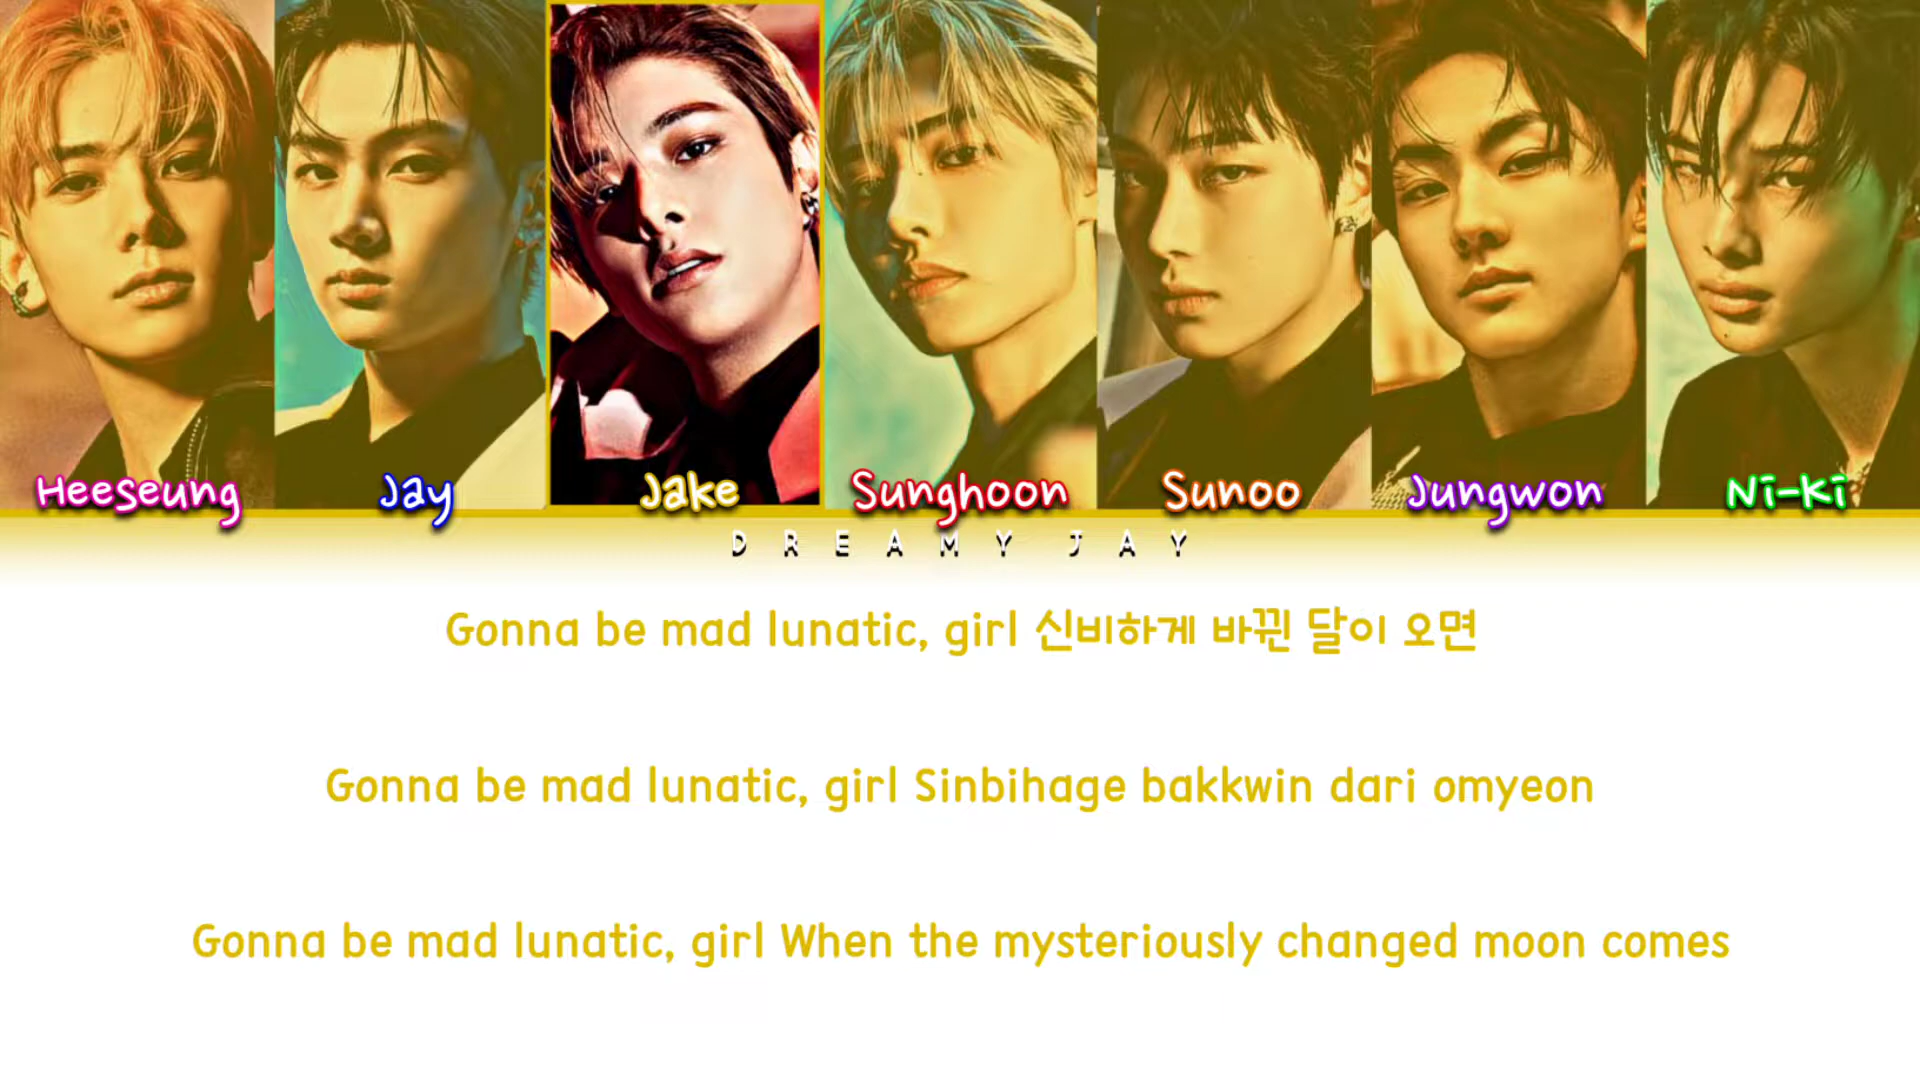 Heeseung Jay Jake Sunghoon Sunoo Jungwon Ni-Ki
DREAMY JAY
Gonna be mad lunatic, girl 신비하게 바뀐 달이 오면
Gonna be mad lunatic, girl Sinbihage bakkwin dari omyeon
Gonna be mad lunatic, girl When the mysteriously changed moon comes